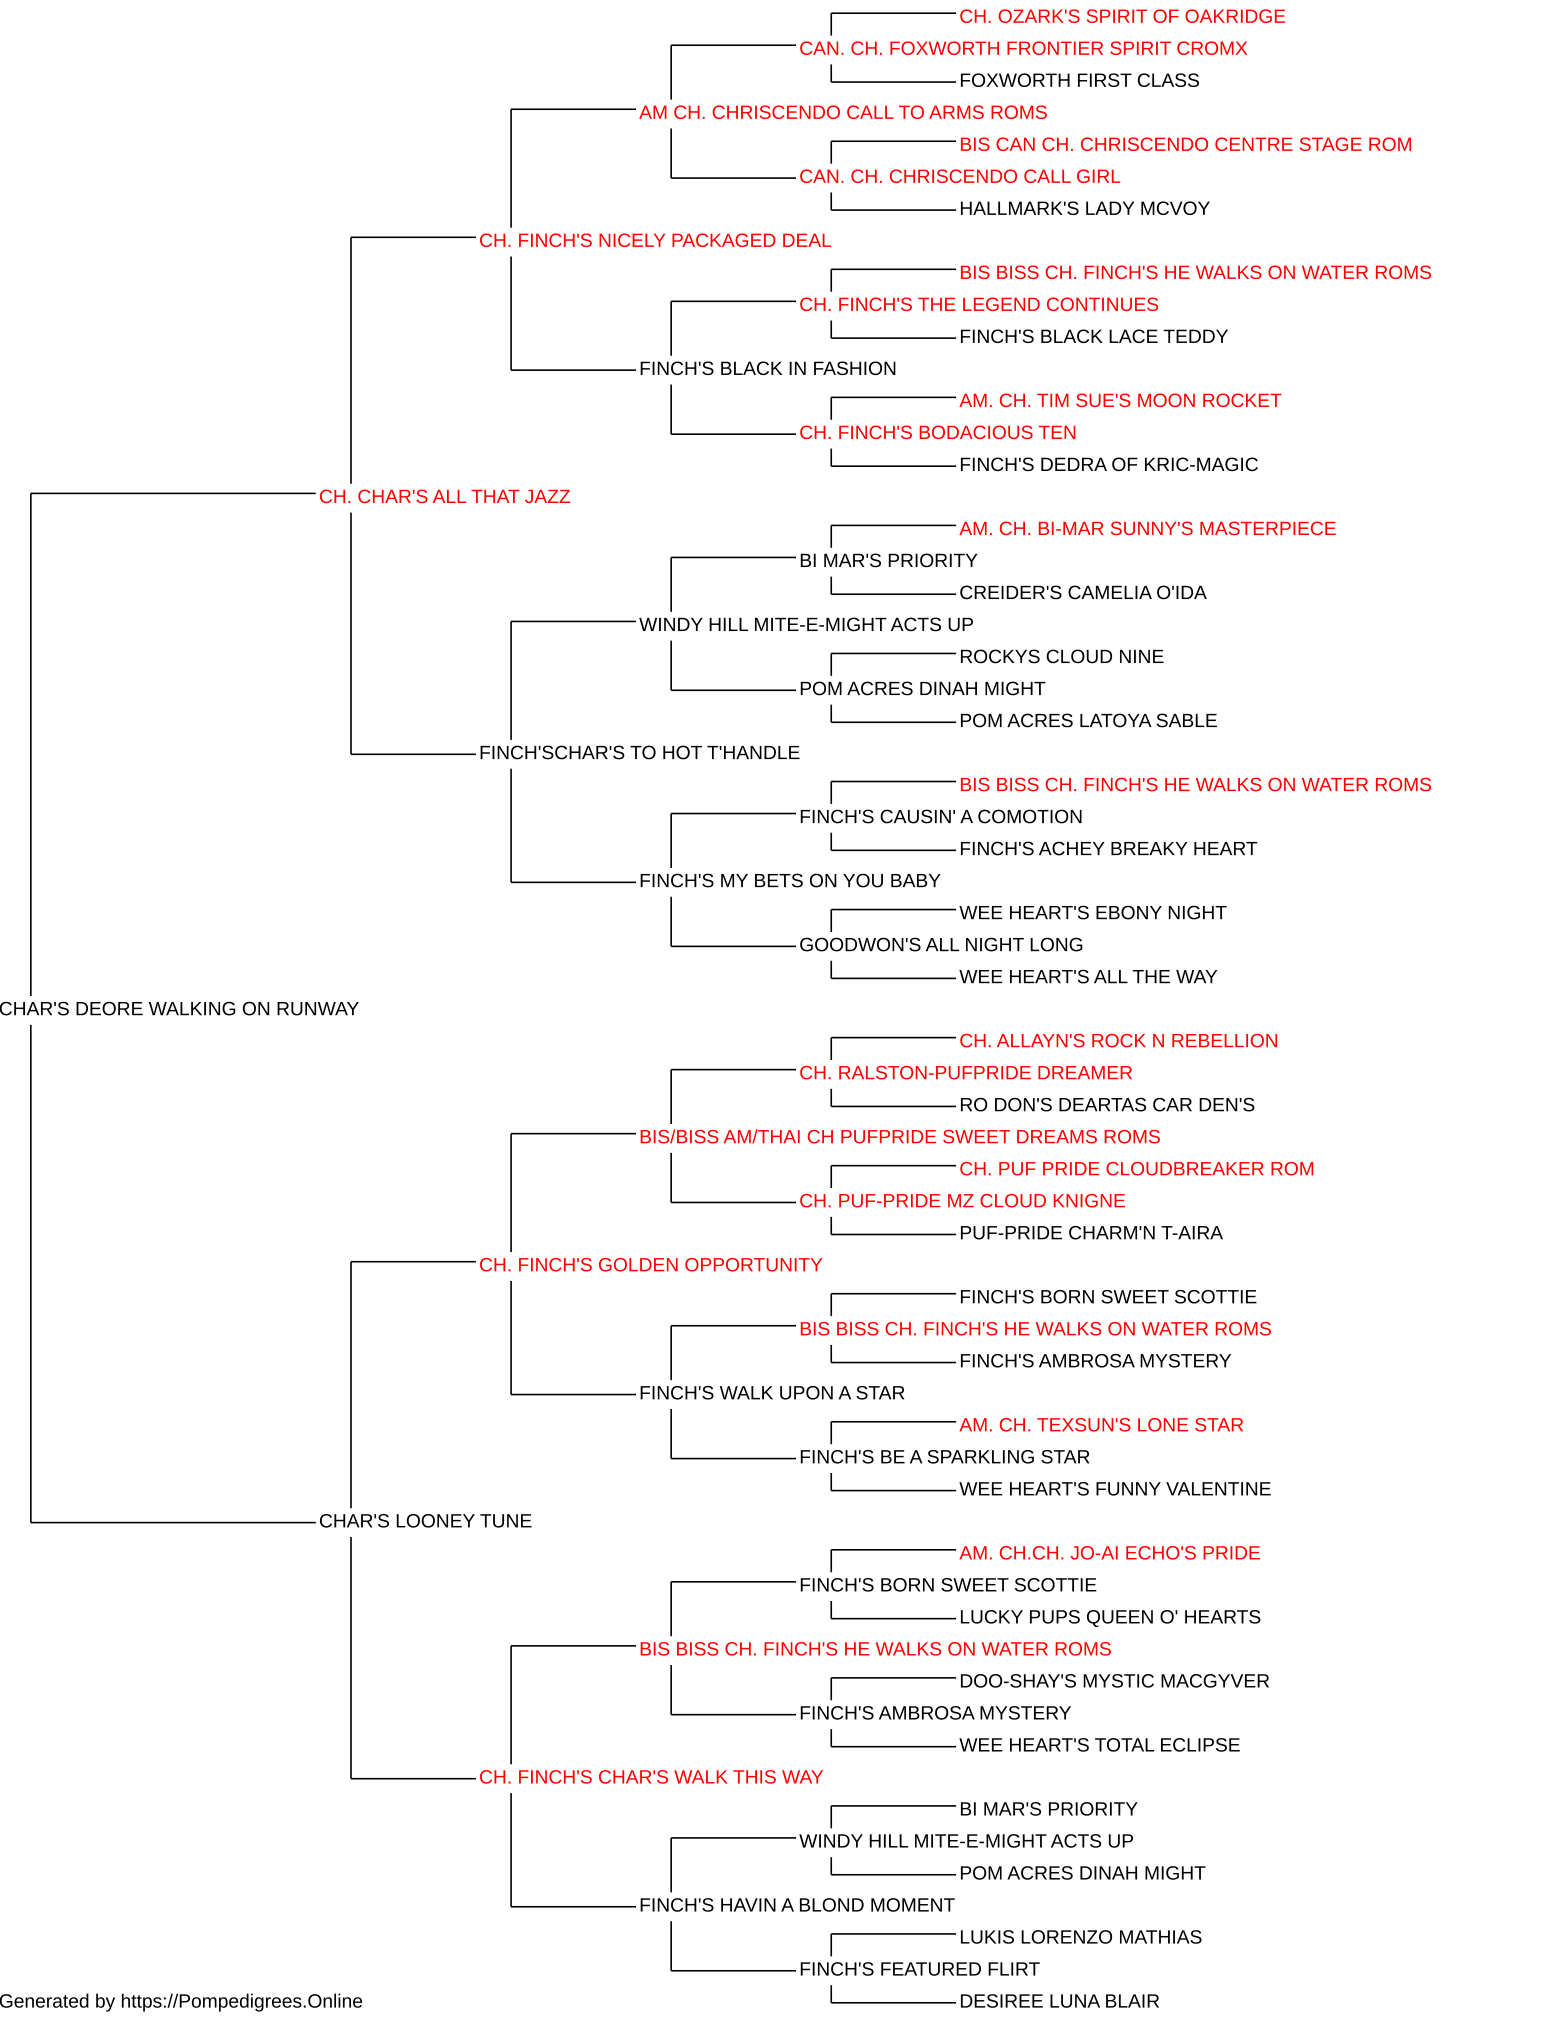 CH. OZARK'S SPIRIT OF OAKRIDGE
CAN. CH. FOXWORTH FRONTIER SPIRIT CROMX
FOXWORTH FIRST CLASS
AM CH. CHRISCENDO CALL TO ARMS ROMS
BIS CAN CH. CHRISCENDO CENTRE STAGE ROM
CAN. CH. CHRISCENDO CALL GIRL
HALLMARK'S LADY MCVOY
CH. FINCH'S NICELY PACKAGED DEAL
BIS BISS CH. FINCH'S HE WALKS ON WATER ROMS
CH. FINCH'S THE LEGEND CONTINUES
FINCH'S BLACK LACE TEDDY
FINCH'S BLACK IN FASHION
AM. CH. TIM SUE'S MOON ROCKET
CH. FINCH'S BODACIOUS TEN
FINCH'S DEDRA OF KRIC-MAGIC
CH. CHAR'S ALL THAT JAZZ
AM. CH. BI-MAR SUNNY'S MASTERPIECE
BI MAR'S PRIORITY
CREIDER'S CAMELIA O'IDA
WINDY HILL MITE-E-MIGHT ACTS UP
ROCKYS CLOUD NINE
POM ACRES DINAH MIGHT
POM ACRES LATOYA SABLE
FINCH'SCHAR'S TO HOT T'HANDLE
BIS BISS CH. FINCH'S HE WALKS ON WATER ROMS
FINCH'S CAUSIN' A COMOTION
FINCH'S ACHEY BREAKY HEART
FINCH'S MY BETS ON YOU BABY
WEE HEART'S EBONY NIGHT
GOODWON'S ALL NIGHT LONG
WEE HEART'S ALL THE WAY
CHAR'S DEORE WALKING ON RUNWAY
CH. ALLAYN'S ROCK N REBELLION
CH. RALSTON-PUFPRIDE DREAMER
RO DON'S DEARTAS CAR DEN'S
BIS/BISS AM/THAI CH PUFPRIDE SWEET DREAMS ROMS
CH. PUF PRIDE CLOUDBREAKER ROM
CH. PUF-PRIDE MZ CLOUD KNIGNE
PUF-PRIDE CHARM'N T-AIRA
CH. FINCH'S GOLDEN OPPORTUNITY
FINCH'S BORN SWEET SCOTTIE
BIS BISS CH. FINCH'S HE WALKS ON WATER ROMS
FINCH'S AMBROSA MYSTERY
FINCH'S WALK UPON A STAR
AM. CH. TEXSUN'S LONE STAR
FINCH'S BE A SPARKLING STAR
WEE HEART'S FUNNY VALENTINE
CHAR'S LOONEY TUNE
AM. CH.CH. JO-AI ECHO'S PRIDE
FINCH'S BORN SWEET SCOTTIE
LUCKY PUPS QUEEN O' HEARTS
BIS BISS CH. FINCH'S HE WALKS ON WATER ROMS
DOO-SHAY'S MYSTIC MACGYVER
FINCH'S AMBROSA MYSTERY
WEE HEART'S TOTAL ECLIPSE
CH. FINCH'S CHAR'S WALK THIS WAY
BI MAR'S PRIORITY
WINDY HILL MITE-E-MIGHT ACTS UP
POM ACRES DINAH MIGHT
FINCH'S HAVIN A BLOND MOMENT
LUKIS LORENZO MATHIAS
FINCH'S FEATURED FLIRT
DESIREE LUNA BLAIR
Generated by https://Pompedigrees.Online